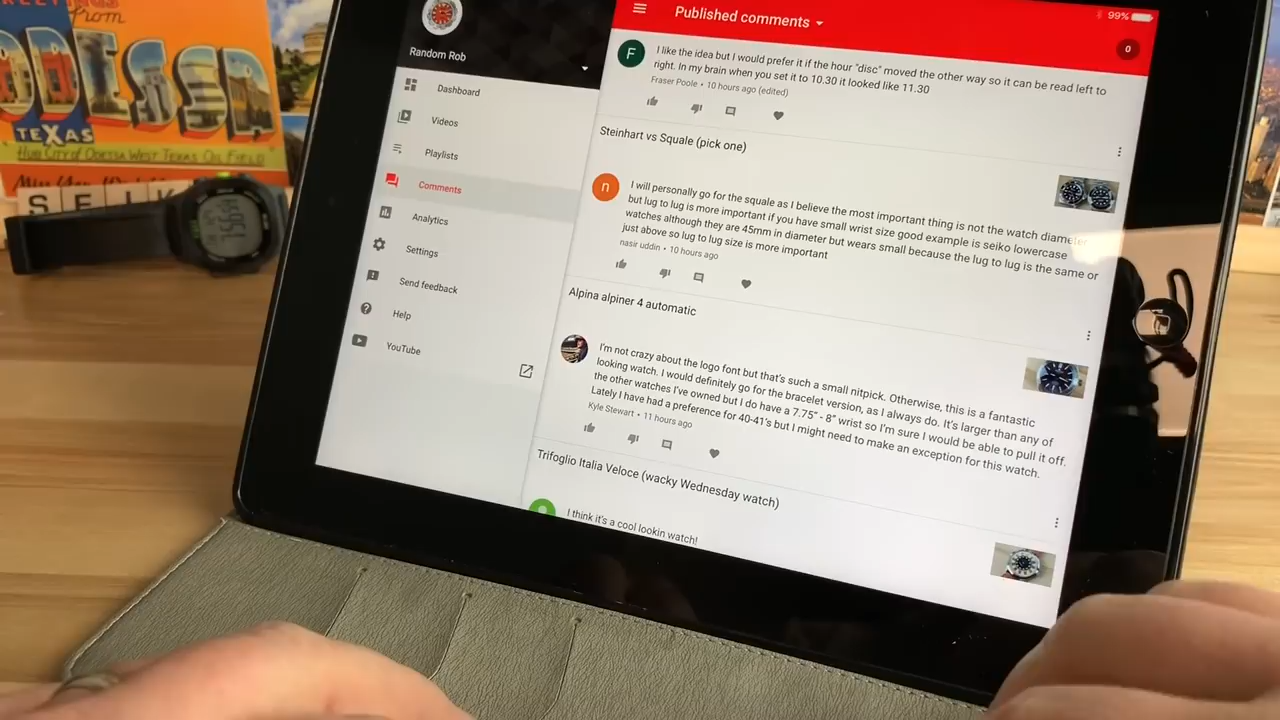 GREETINGS from
ODESSA
TEXAS
"HUB CITY OF ODESSA WEST TEXAS OIL FIELD"
SEIK
Random Rob
Dashboard
Videos
Playlists
Comments
Analytics
Settings
Send feedback
Help
YouTube
Published comments
99%
0
F
I like the idea but I would prefer it if the hour "disc" moved the other way so it can be read left to
right. In my brain when you set it to 10.30 it looked like 11.30
Fraser Poole • 10 hours ago (edited)
Steinhart vs Squale (pick one)
n
I will personally go for the squale as I believe the most important thing is not the watch diameter
but lug to lug is more important if you have small wrist size good example is seiko lowercase
watches although they are 45mm in diameter but wears small because the lug to lug is the same or
just above so lug to lug size is more important
nasir uddin • 10 hours ago
Alpina alpiner 4 automatic
I'm not crazy about the logo font but that's such a small nitpick. Otherwise, this is a fantastic
looking watch. I would definitely go for the bracelet version, as I always do. It's larger than any of
the other watches I've owned but I do have a 7.75" - 8" wrist so I'm sure I would be able to pull it off.
Lately I have had a preference for 40-41's but I might need to make an exception for this watch.
Kyle Stewart • 11 hours ago
Trifoglio Italia Veloce (wacky Wednesday watch)
I think it's a cool lookin watch!